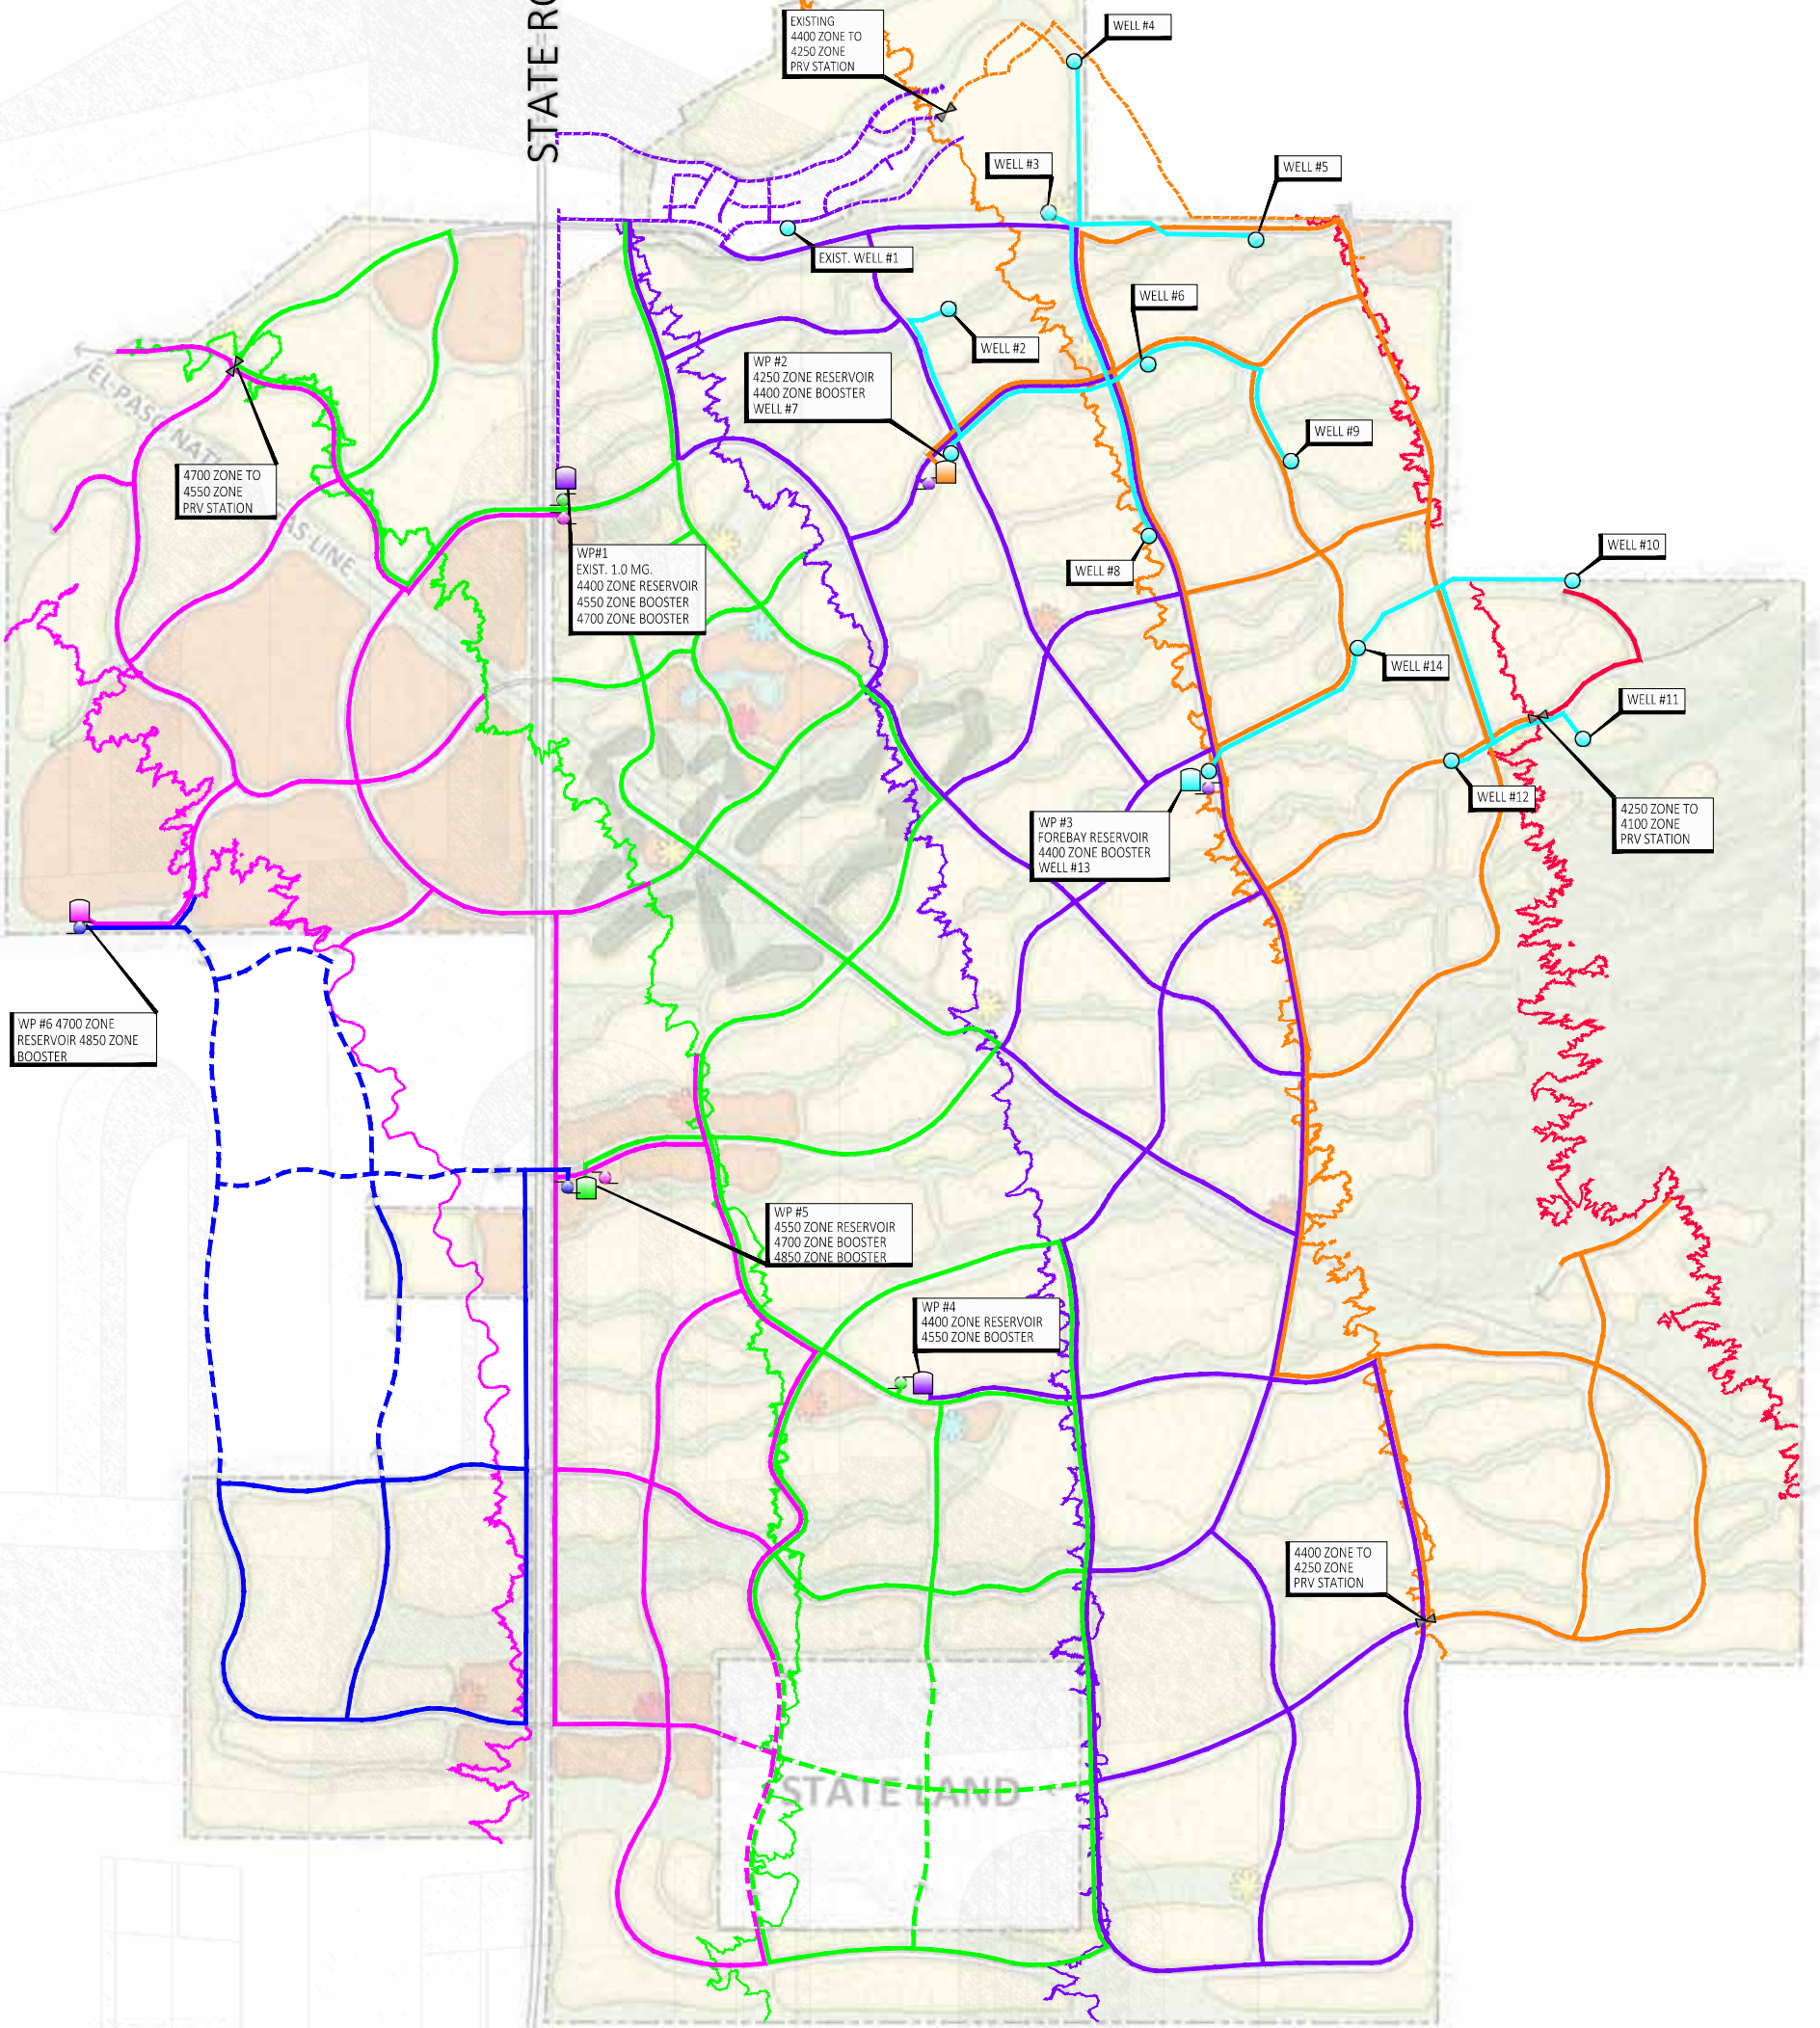 STATE RO
EXISTING
4400 ZONE TO
4250 ZONE
PRV STATION
WELL #4
WELL #3
WELL #5
EXIST. WELL #1
WELL #6
WELL #2
WP #2
4250 ZONE RESERVOIR
4400 ZONE BOOSTER
WELL #7
WELL #9
4700 ZONE TO
4550 ZONE
PRV STATION
WP#1
EXIST. 1.0 MG.
4400 ZONE RESERVOIR
4550 ZONE BOOSTER
4700 ZONE BOOSTER
WELL #8
WELL #10
WELL #14
WELL #11
WELL #12
4250 ZONE TO
4100 ZONE
PRV STATION
WP #3
FOREBAY RESERVOIR
4400 ZONE BOOSTER
WELL #13
WP #6 4700 ZONE
RESERVOIR 4850 ZONE
BOOSTER
WP #5
4550 ZONE RESERVOIR
4700 ZONE BOOSTER
4850 ZONE BOOSTER
WP #4
4400 ZONE RESERVOIR
4550 ZONE BOOSTER
4400 ZONE TO
4250 ZONE
PRV STATION
STATE LAND